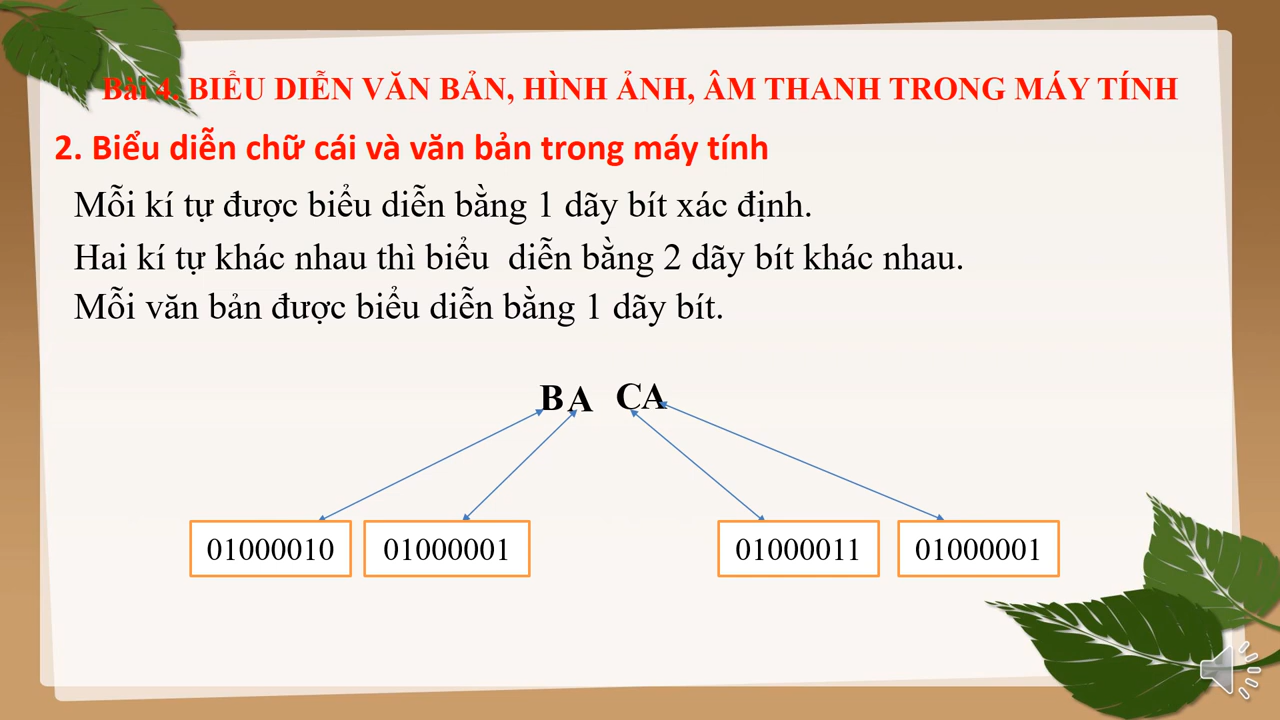 Bài 4. BIỂU DIỄN VĂN BẢN, HÌNH ẢNH, ÂM THANH TRONG MÁY TÍNH
2. Biểu diễn chữ cái và văn bản trong máy tính
Mỗi kí tự được biểu diễn bằng 1 dãy bít xác định.
Hai kí tự khác nhau thì biểu diễn bằng 2 dãy bít khác nhau.
Mỗi văn bản được biểu diễn bằng 1 dãy bít.
BA CA
01000010 01000001 01000011 01000001